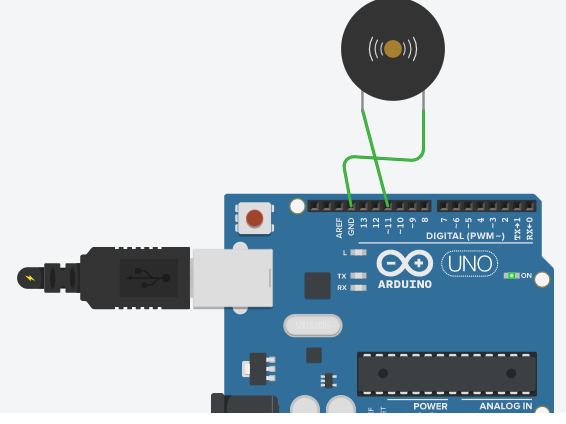 AREF
GND
13
12
~11
~10
~9
8
7
~6
~5
4
~3
2
TX→1
RX←0
DIGITAL (PWM~)
L
TX
RX
UNO
ARDUINO
ON
POWER
ANALOG IN